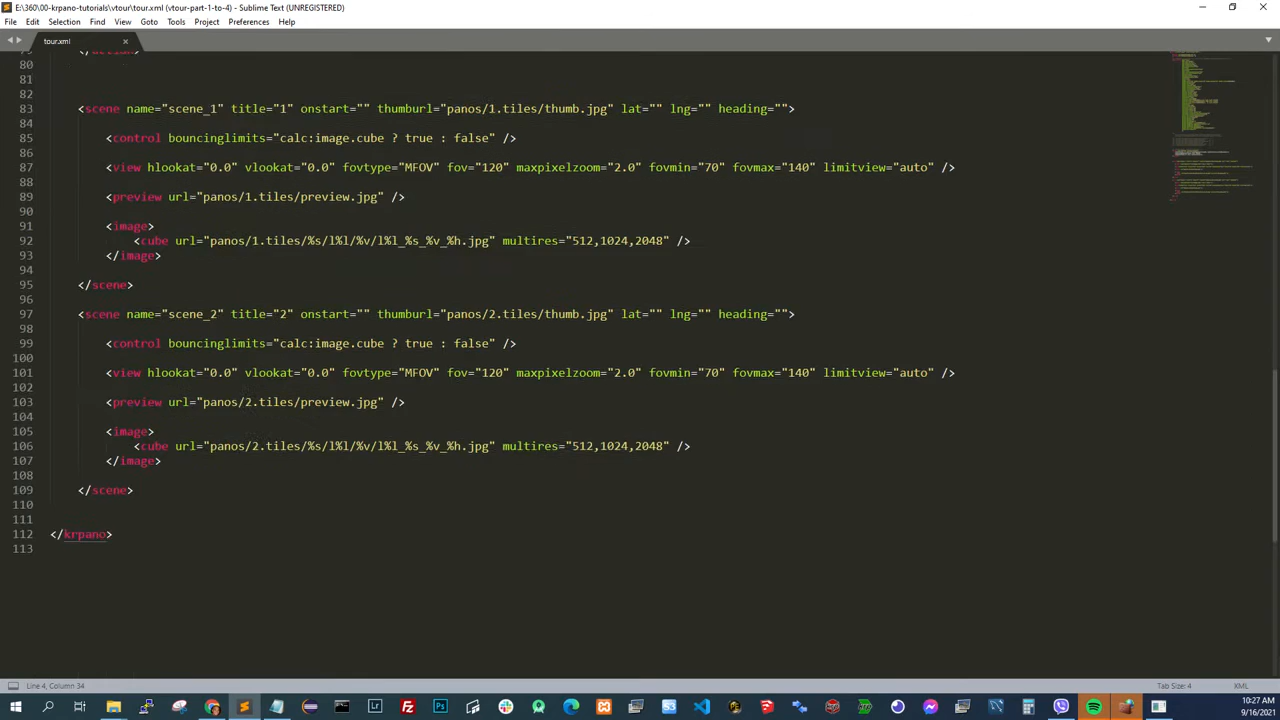 E:\360\00-krpano-tutorials\vtour\tour.xml (vtour-part-1-to-4) - Sublime Text (UNREGISTERED)
File Edit Selection Find View Goto Tools Project Preferences Help
tour.xml
80
81
82
83 <scene name="scene_1" title="1" onstart="" thumburl="panos/1.tiles/thumb.jpg" lat="" lng="" heading="">
84
85 <control bouncinglimits="calc:image.cube ? true : false" />
86
87 <view hlookat="0.0" vlookat="0.0" fovtype="MFOV" fov="120" maxpixelzoom="2.0" fovmin="70" fovmax="140" limitview="auto" />
88
89 <preview url="panos/1.tiles/preview.jpg" />
90
91 <image>
92 <cube url="panos/1.tiles/%s/l%l/%v/l%l_%s_%v_%h.jpg" multires="512,1024,2048" />
93 </image>
94
95 </scene>
96
97 <scene name="scene_2" title="2" onstart="" thumburl="panos/2.tiles/thumb.jpg" lat="" lng="" heading="">
98
99 <control bouncinglimits="calc:image.cube ? true : false" />
100
101 <view hlookat="0.0" vlookat="0.0" fovtype="MFOV" fov="120" maxpixelzoom="2.0" fovmin="70" fovmax="140" limitview="auto" />
102
103 <preview url="panos/2.tiles/preview.jpg" />
104
105 <image>
106 <cube url="panos/2.tiles/%s/l%l/%v/l%l_%s_%v_%h.jpg" multires="512,1024,2048" />
107 </image>
108
109 </scene>
110
111
112 </krpano>
113
Line 4, Column 34 Tab Size: 4 XML
10:27 AM
9/16/2021